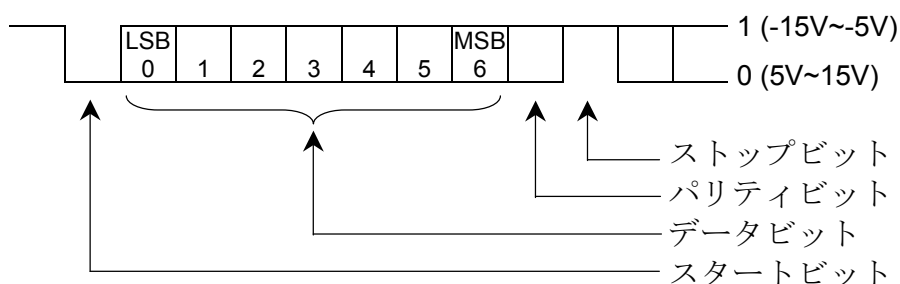 1 (-15V~-5V)
LSB MSB
0 1 2 3 4 5 6
0 (5V~15V)
ストップビット
パリティビット
データビット
スタートビット